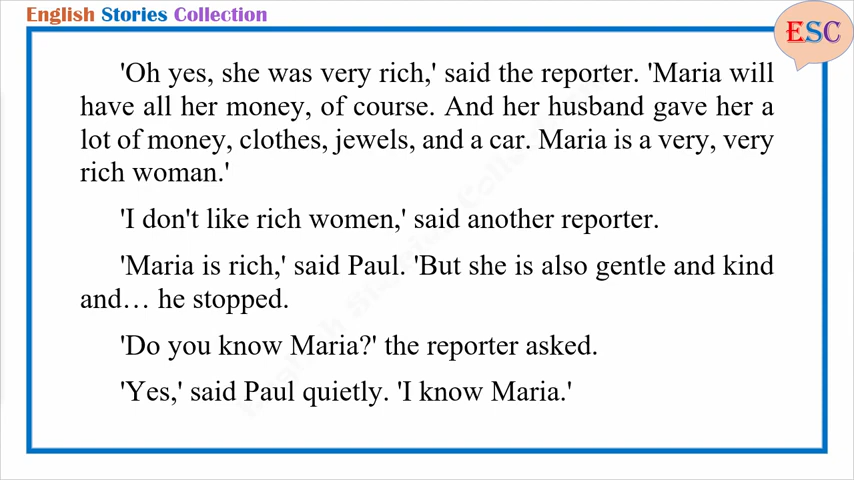 English Stories Collection
ESC
'Oh yes, she was very rich,' said the reporter. 'Maria will
have all her money, of course. And her husband gave her a
lot of money, clothes, jewels, and a car. Maria is a very, very
rich woman.'
'I don't like rich women,' said another reporter.
'Maria is rich,' said Paul. 'But she is also gentle and kind
and… he stopped.
'Do you know Maria?' the reporter asked.
'Yes,' said Paul quietly. 'I know Maria.'